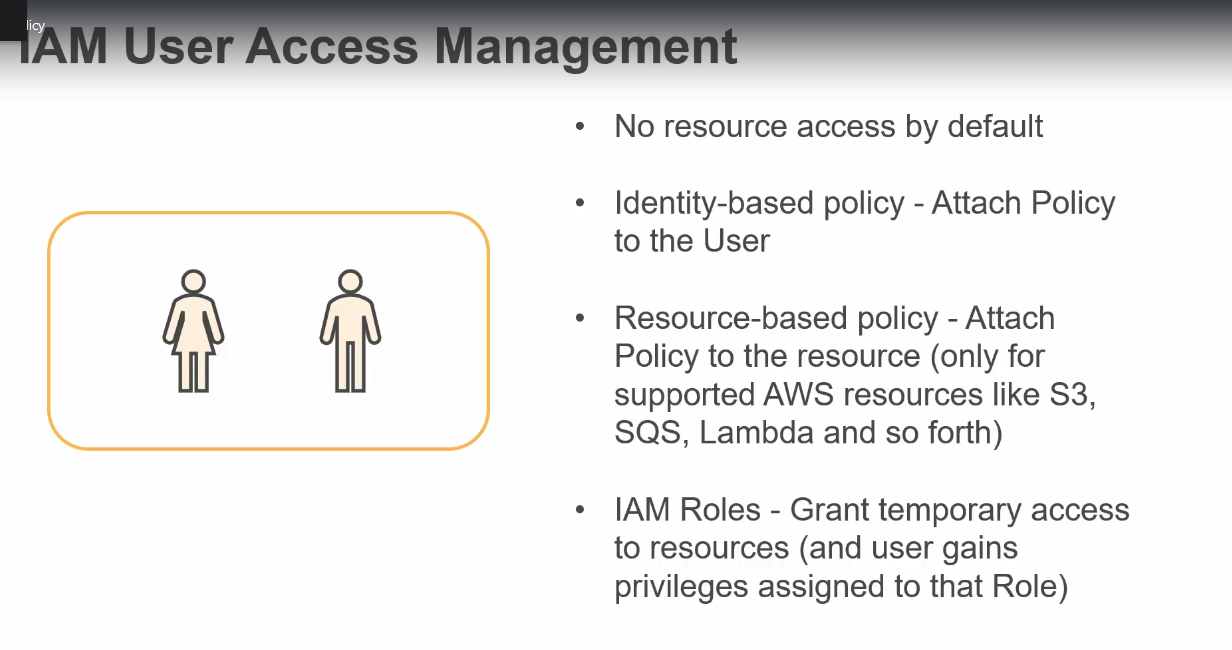 licy
IAM User Access Management
• No resource access by default
• Identity-based policy - Attach Policy
to the User
• Resource-based policy - Attach
Policy to the resource (only for
supported AWS resources like S3,
SQS, Lambda and so forth)
• IAM Roles - Grant temporary access
to resources (and user gains
privileges assigned to that Role)